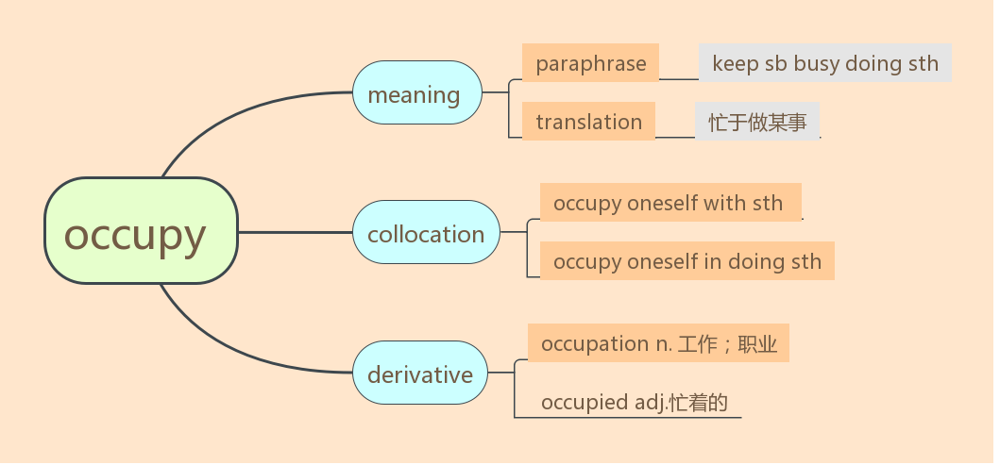 occupy
meaning
paraphrase
keep sb busy doing sth
translation
忙于做某事
collocation
occupy oneself with sth
occupy oneself in doing sth
derivative
occupation n. 工作；职业
occupied adj.忙着的